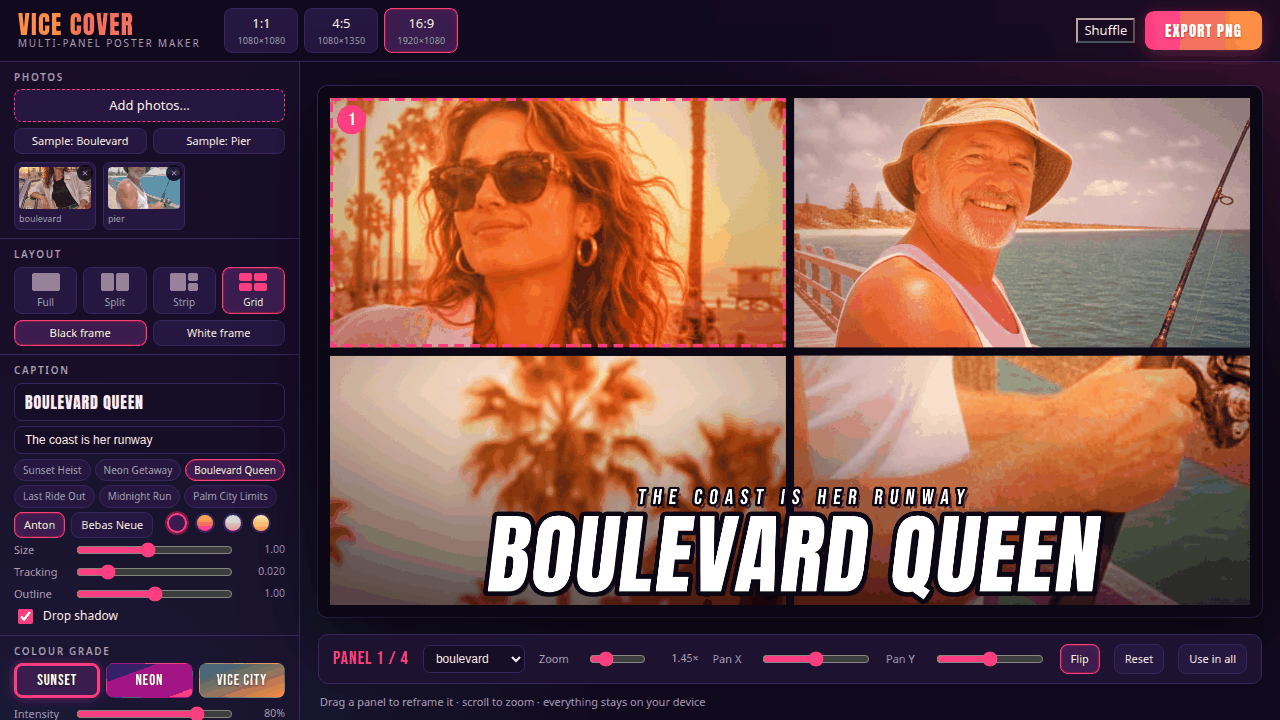 VICE COVER
MULTI-PANEL POSTER MAKER
1:1
1080×1080
4:5
1080×1350
16:9
1920×1080
Shuffle
EXPORT PNG
PHOTOS
Add photos...
Sample: Boulevard
Sample: Pier
boulevard
pier
LAYOUT
Full
Split
Strip
Grid
Black frame
White frame
CAPTION
BOULEVARD QUEEN
The coast is her runway
Sunset Heist
Neon Getaway
Boulevard Queen
Last Ride Out
Midnight Run
Palm City Limits
Anton
Bebas Neue
Size 1.00
Tracking 0.020
Outline 1.00
Drop shadow
COLOUR GRADE
SUNSET
NEON
VICE CITY
Intensity 80%
1
THE COAST IS HER RUNWAY
BOULEVARD QUEEN
PANEL 1 / 4
boulevard
Zoom 1.45×
Pan X
Pan Y
Flip
Reset
Use in all
Drag a panel to reframe it · scroll to zoom · everything stays on your device